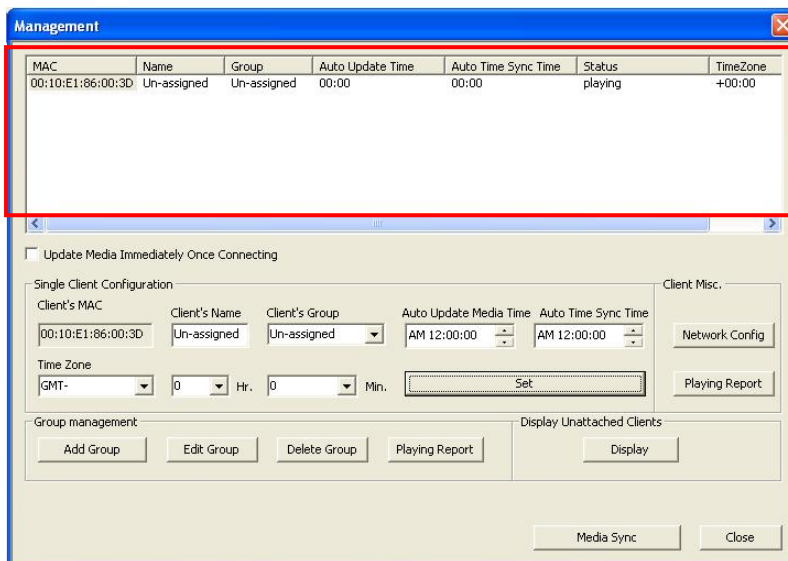 Management
MAC Name Group Auto Update Time Auto Time Sync Time Status TimeZone
00:10:E1:86:00:3D Un-assigned Un-assigned 00:00 00:00 playing +00:00
Update Media Immediately Once Connecting
Single Client Configuration Client Misc.
Client's MAC Client's Name Client's Group Auto Update Media Time Auto Time Sync Time
00:10:E1:86:00:3D Un-assigned Un-assigned AM 12:00:00 AM 12:00:00 Network Config
Time Zone
GMT- 0 Hr. 0 Min. Set Playing Report
Group management Display Unattached Clients
Add Group Edit Group Delete Group Playing Report Display
Media Sync Close